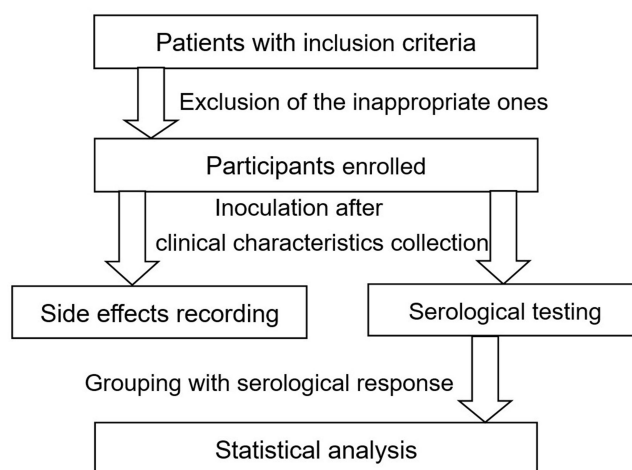 Patients with inclusion criteria
Exclusion of the inappropriate ones
Participants enrolled
Inoculation after
clinical characteristics collection
Side effects recording
Serological testing
Grouping with serological response
Statistical analysis